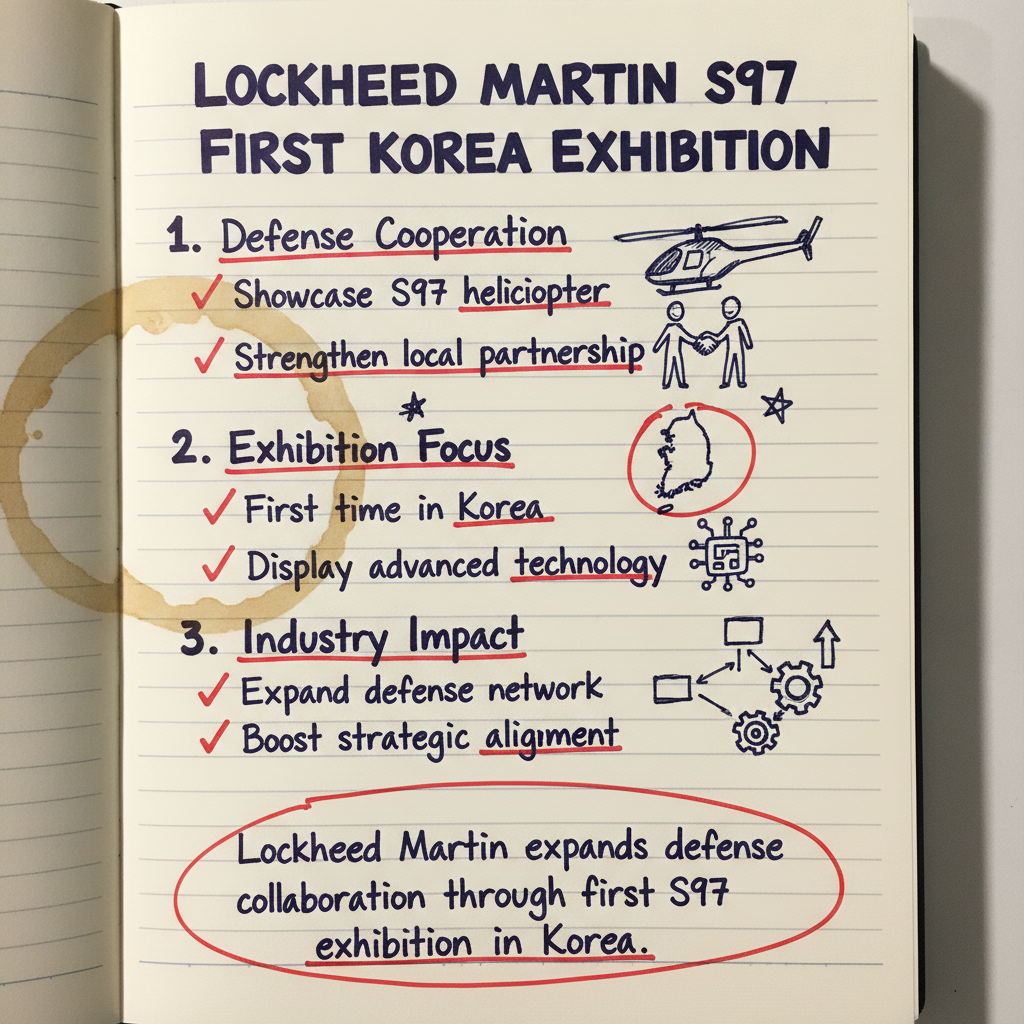 LOCKHEED MARTIN S97
FIRST KOREA EXHIBITION
1. Defense Cooperation
✓ Showcase S97 heliciopter
✓ Strengthen local partnership
2. Exhibition Focus
✓ First time in Korea
✓ Display advanced technology
3. Industry Impact
✓ Expand defense network
✓ Boost strategic aligıment
Lockheed Martin expands defense
collaboration through first S97
exhibition in Korea.